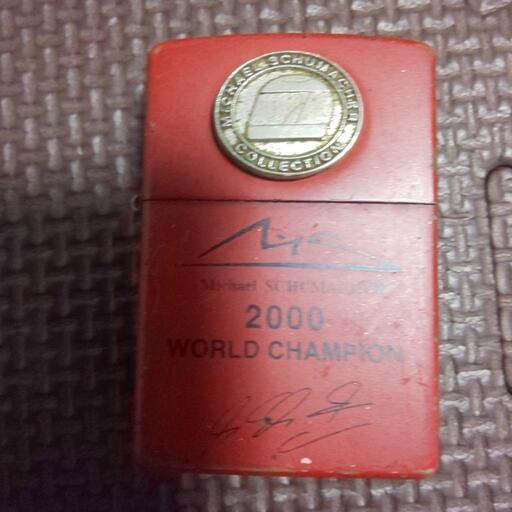 MICHAEL SCHUMACHER
COLLECTION
Michael SCHUMACHER
2000
WORLD CHAMPION